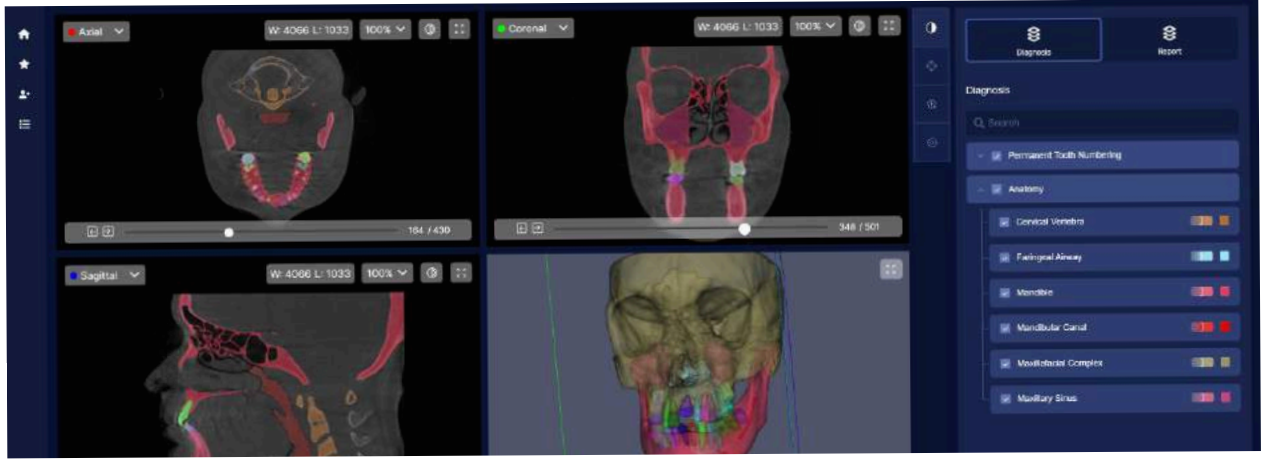 Axial
W: 4066 L: 1033
100%
164 / 430
Coronal
W: 4066 L: 1033
100%
348 / 501
Sagittal
W: 4066 L: 1033
100%
Diagnosis
Report
Diagnosis
Search
Permanent Tooth Numbering
Anatomy
Cervical Vertebra
Faringeal Airway
Mandible
Mandibular Canal
Maxillofacial Complex
Maxillary Sinus